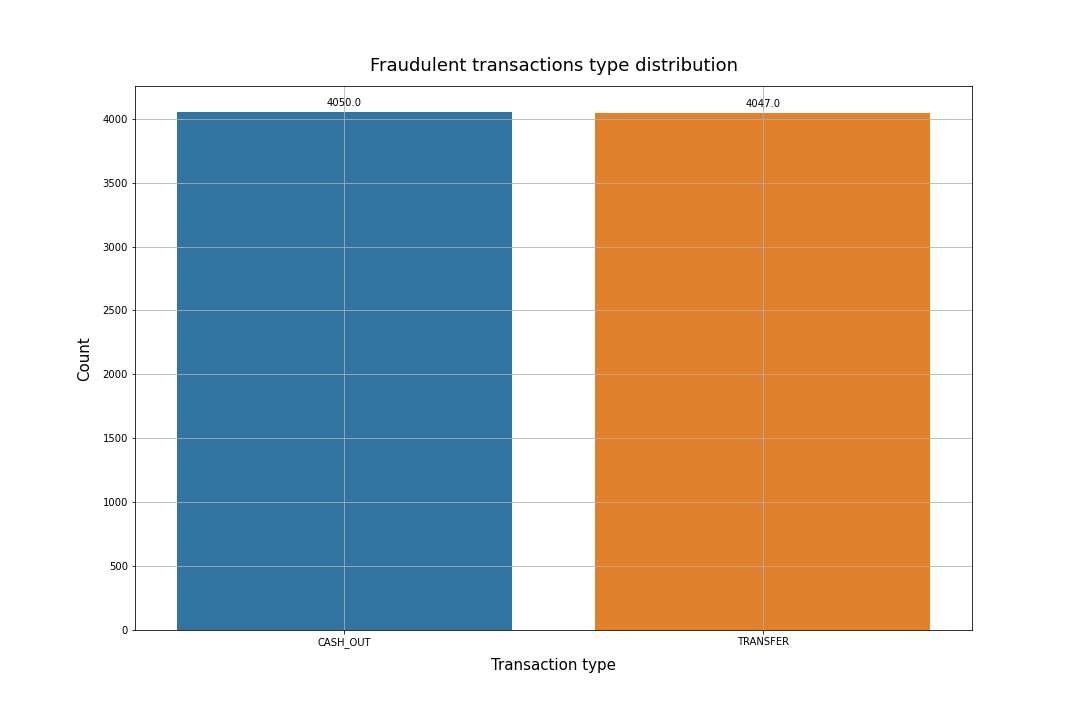 Fraudulent transactions type distribution
4050.0
4047.0
4000
3500
3000
2500
2000
1500
1000
500
0
Count
CASH_OUT
TRANSFER
Transaction type